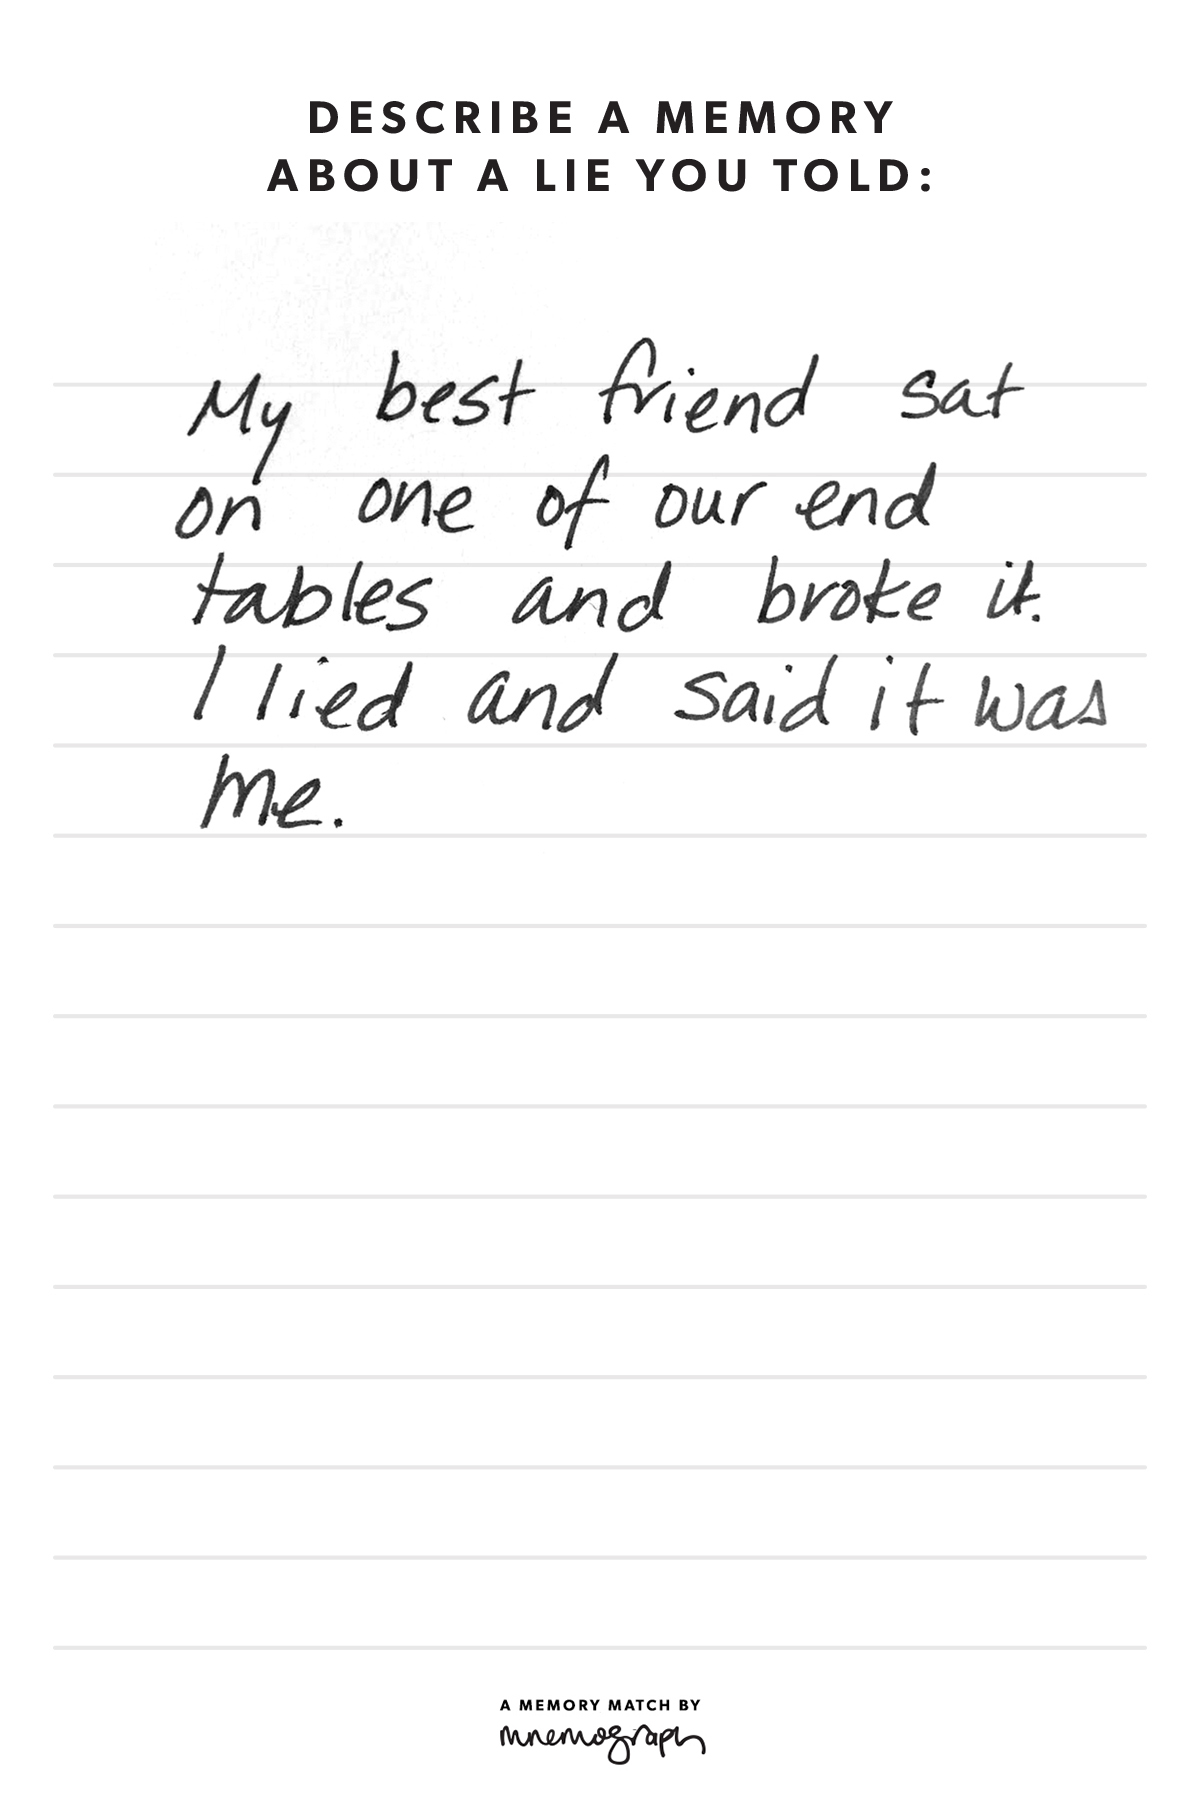 DESCRIBE A MEMORY
ABOUT A LIE YOU TOLD:
My best friend sat
on one of our end
tables and broke it.
I lied and said it was
me.
A MEMORY MATCH BY
mnemograph